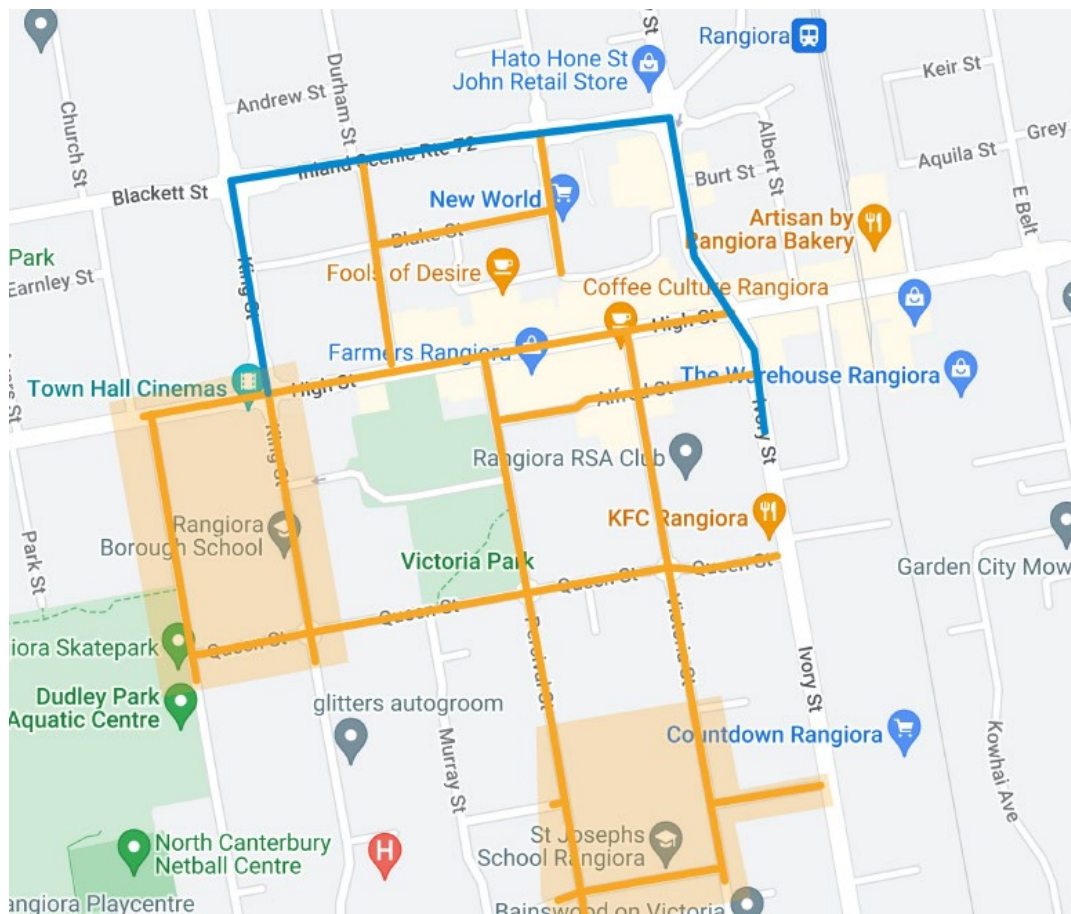 y St
Rangiora
Hato Hone St
John Retail Store
Keir St
Andrew St
Durham St
Church St
Grey
Albert St
Aquila St
Inland Scenic Rte 72
Burt St
Blackett St
E Belt
New World
Artisan by
Rangiora Bakery
Park
Earnley St
Blake St
King St
Fools of Desire
Coffee Culture Rangiora
High St
Farmers Rangiora
Town Hall Cinemas
High St
The Warehouse Rangiora
Alfred St
Ivory St
King St
Rangiora RSA Club
Rangiora
Borough School
KFC Rangiora
Park St
Victoria Park
Queen St
Queen St
Garden City Mow
Queen St
Queen St
iora Skatepark
Percival St
Victoria St
Ivory St
Dudley Park
Aquatic Centre
glitters autogroom
Murray St
Countdown Rangiora
Kowhai Ave
North Canterbury
Netball Centre
H
St Josephs
School Rangiora
angiora Playcentre
Bainswood on Victoria